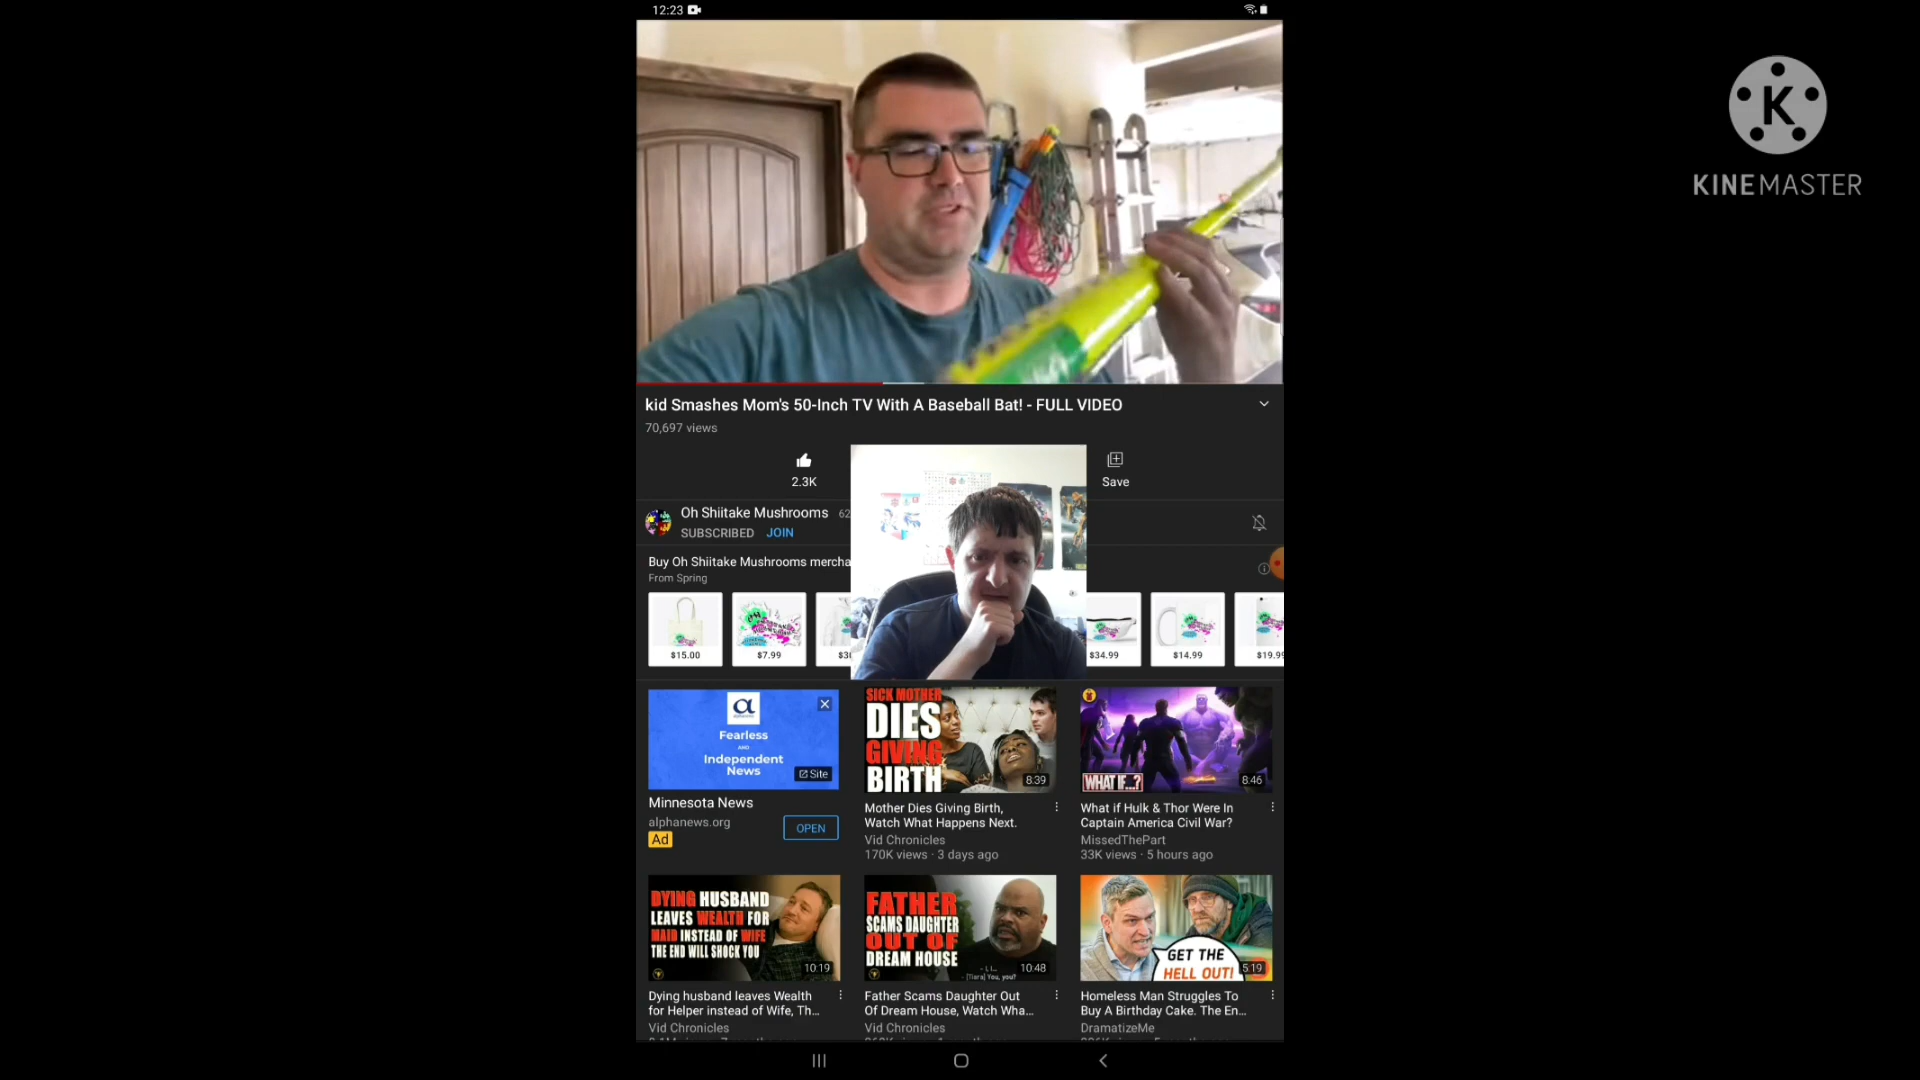 12:23
K
KINEMASTER
kid Smashes Mom's 50-Inch TV With A Baseball Bat! - FULL VIDEO
70,697 views
2.3K
Save
Oh Shiitake Mushrooms 62
SUBSCRIBED JOIN
Buy Oh Shiitake Mushrooms mercha
From Spring
$15.00
$7.99
$34.99
$14.99
$19.99
α
Fearless
AND
Independent
News
Site
Minnesota News
alphanews.org
OPEN
Ad
SICK MOTHER
DIES
GIVING
BIRTH
8:39
Mother Dies Giving Birth,
Watch What Happens Next.
Vid Chronicles
170K views · 3 days ago
WHAT IF...?
8:46
What if Hulk & Thor Were In
Captain America Civil War?
MissedThePart
33K views · 5 hours ago
DYING HUSBAND
LEAVES WEALTH FOR
MAID INSTEAD OF WIFE
THE END WILL SHOCK YOU
10:19
Dying husband leaves Wealth
for Helper instead of Wife, Th...
Vid Chronicles
FATHER
SCAMS DAUGHTER
OUT OF
DREAM HOUSE
[Tiara] You, you?
10:48
Father Scams Daughter Out
Of Dream House, Watch Wha...
Vid Chronicles
GET THE
HELL OUT!
5:19
Homeless Man Struggles To
Buy A Birthday Cake. The En...
DramatizeMe